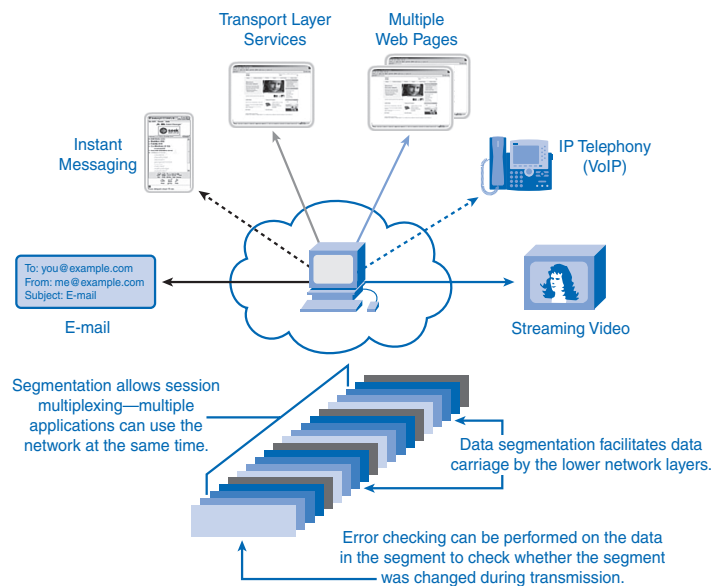 Transport Layer
Services
Multiple
Web Pages
Instant
Messaging
IP Telephony
(VoIP)
To: you@example.com
From: me@example.com
Subject: E-mail
E-mail
Streaming Video
Segmentation allows session
multiplexing—multiple
applications can use the
network at the same time.
Data segmentation facilitates data
carriage by the lower network layers.
Error checking can be performed on the data
in the segment to check whether the segment
was changed during transmission.